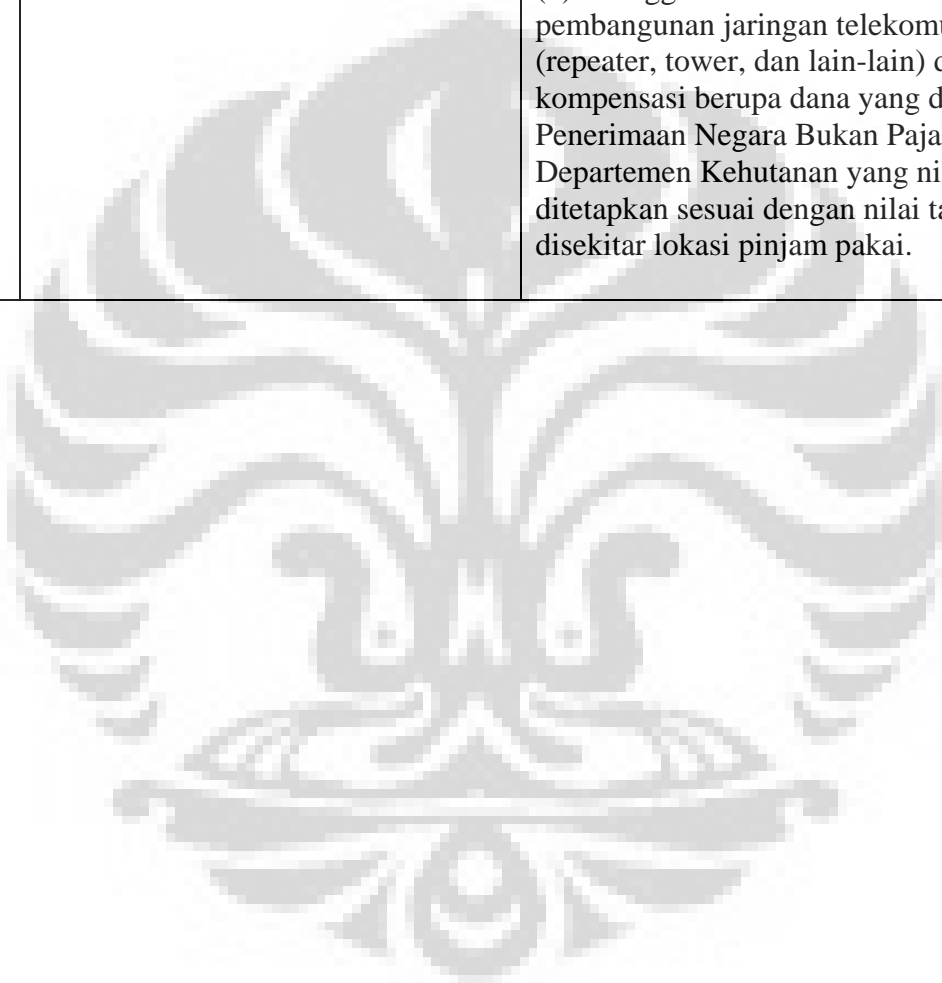 pembangunan jaringan telekom
(repeater, tower, dan lain-lain) d
kompensasi berupa dana yang d
Penerimaan Negara Bukan Paja
Departemen Kehutanan yang ni
ditetapkan sesuai dengan nilai ta
disekitar lokasi pinjam pakai.